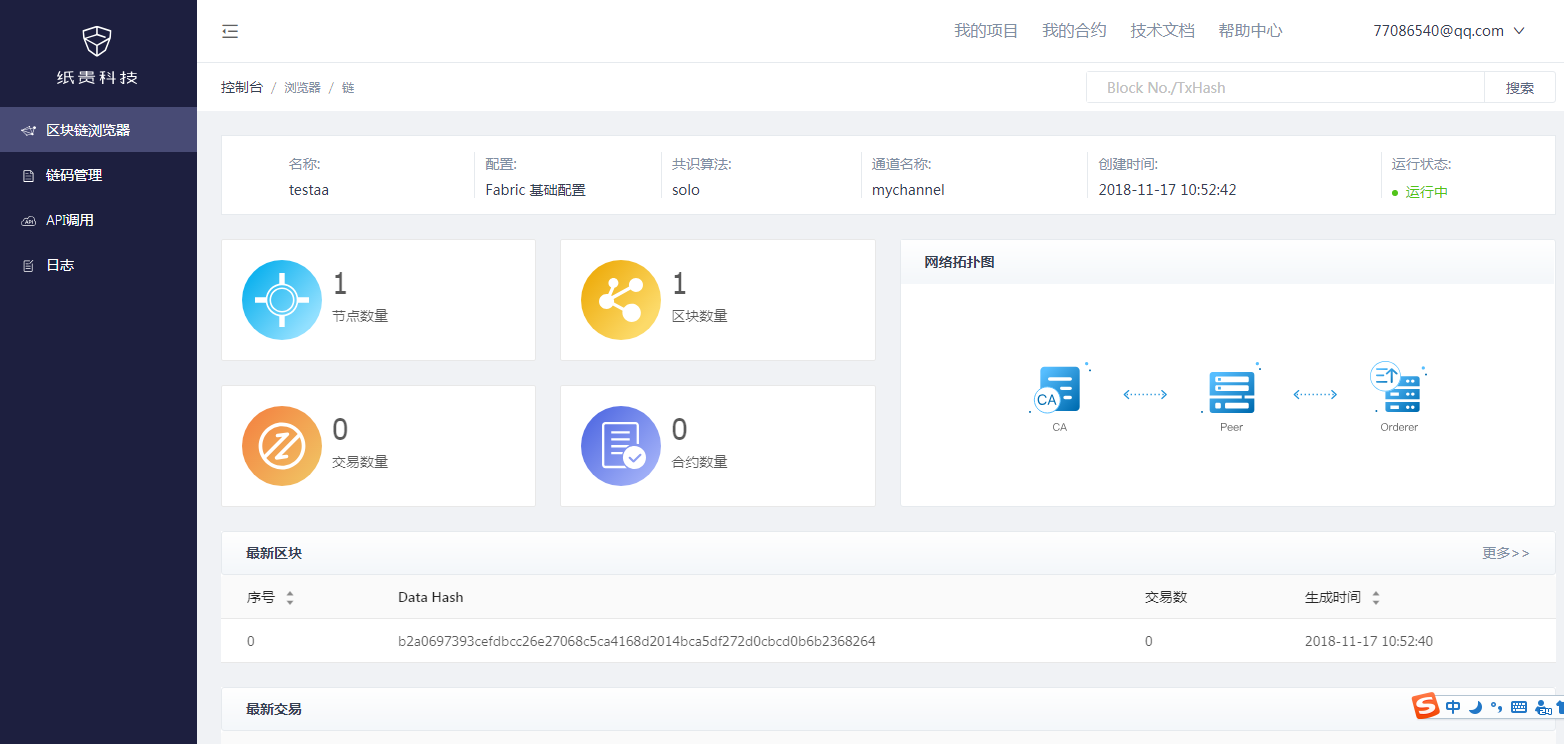 纸贵科技
区块链浏览器
链码管理
API调用
日志
我的项目 我的合约 技术文档 帮助中心 77086540@qq.com
控制台 / 浏览器 / 链
Block No./TxHash 搜索
名称: 配置: 共识算法: 通道名称: 创建时间: 运行状态:
testaa Fabric 基础配置 solo mychannel 2018-11-17 10:52:42 运行中
1
节点数量
1
区块数量
0
交易数量
0
合约数量
网络拓扑图
CA
CA Peer Orderer
最新区块 更多>>
序号 Data Hash 交易数 生成时间
0 b2a0697393cefdbcc26e27068c5ca4168d2014bca5df272d0cbcd0b6b2368264 0 2018-11-17 10:52:40
最新交易
S 中